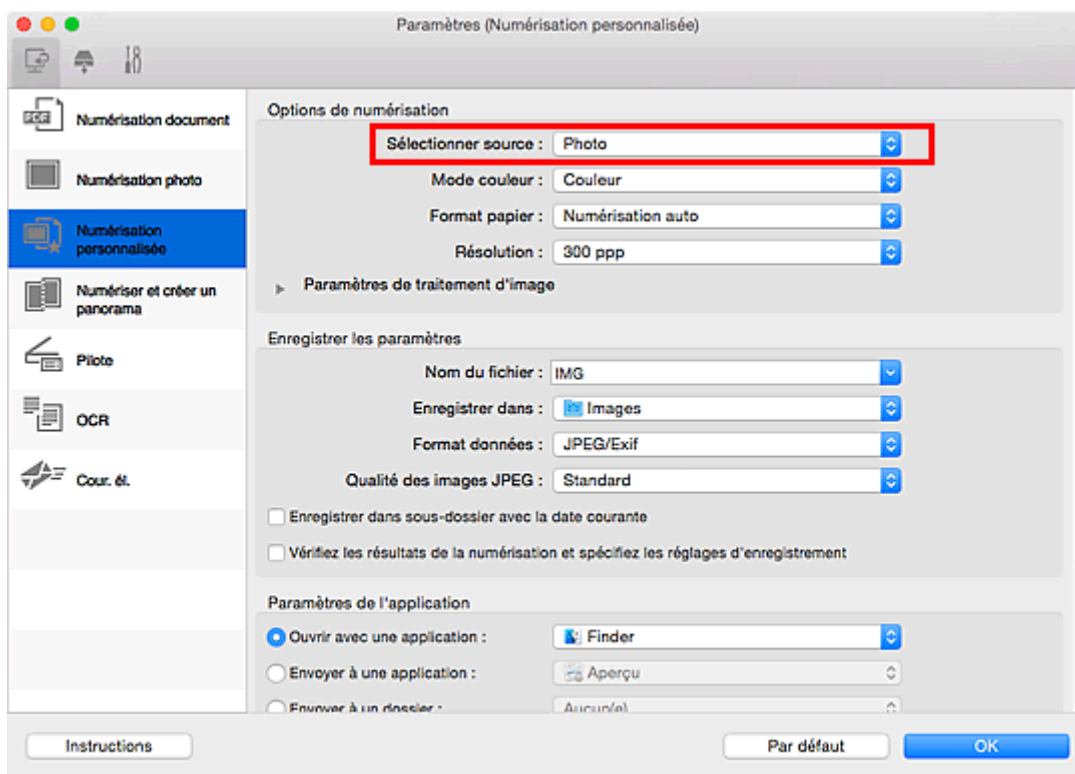 Paramètres (Numérisation personnalisée)
Numérisation document
Numérisation photo
Numérisation
personnalisée
Numériser et créer un
panorama
Pilote
OCR
Cour. él.
Options de numérisation
Sélectionner source : Photo
Mode couleur : Couleur
Format papier : Numérisation auto
Résolution : 300 ppp
Paramètres de traitement d'image
Enregistrer les paramètres
Nom du fichier : IMG
Enregistrer dans : Images
Format données : JPEG/Exif
Qualité des images JPEG : Standard
Enregistrer dans sous-dossier avec la date courante
Vérifiez les résultats de la numérisation et spécifiez les réglages d'enregistrement
Paramètres de l'application
Ouvrir avec une application : Finder
Envoyer à une application : Aperçu
Envoyer à un dossier : Aucun(e)
Instructions
Par défaut
OK